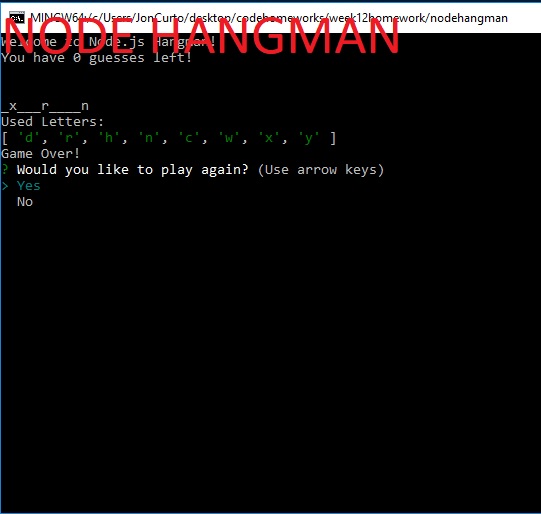 MINGW64:/c/Users/JonCurto/desktop/codehomeworks/week12homework/nodehangman
NODE HANGMAN
Welcome to Node.js Hangman!
You have 0 guesses left!
_x___r____n
Used Letters:
[ 'd', 'r', 'h', 'n', 'c', 'w', 'x', 'y' ]
Game Over!
? Would you like to play again? (Use arrow keys)
> Yes
No